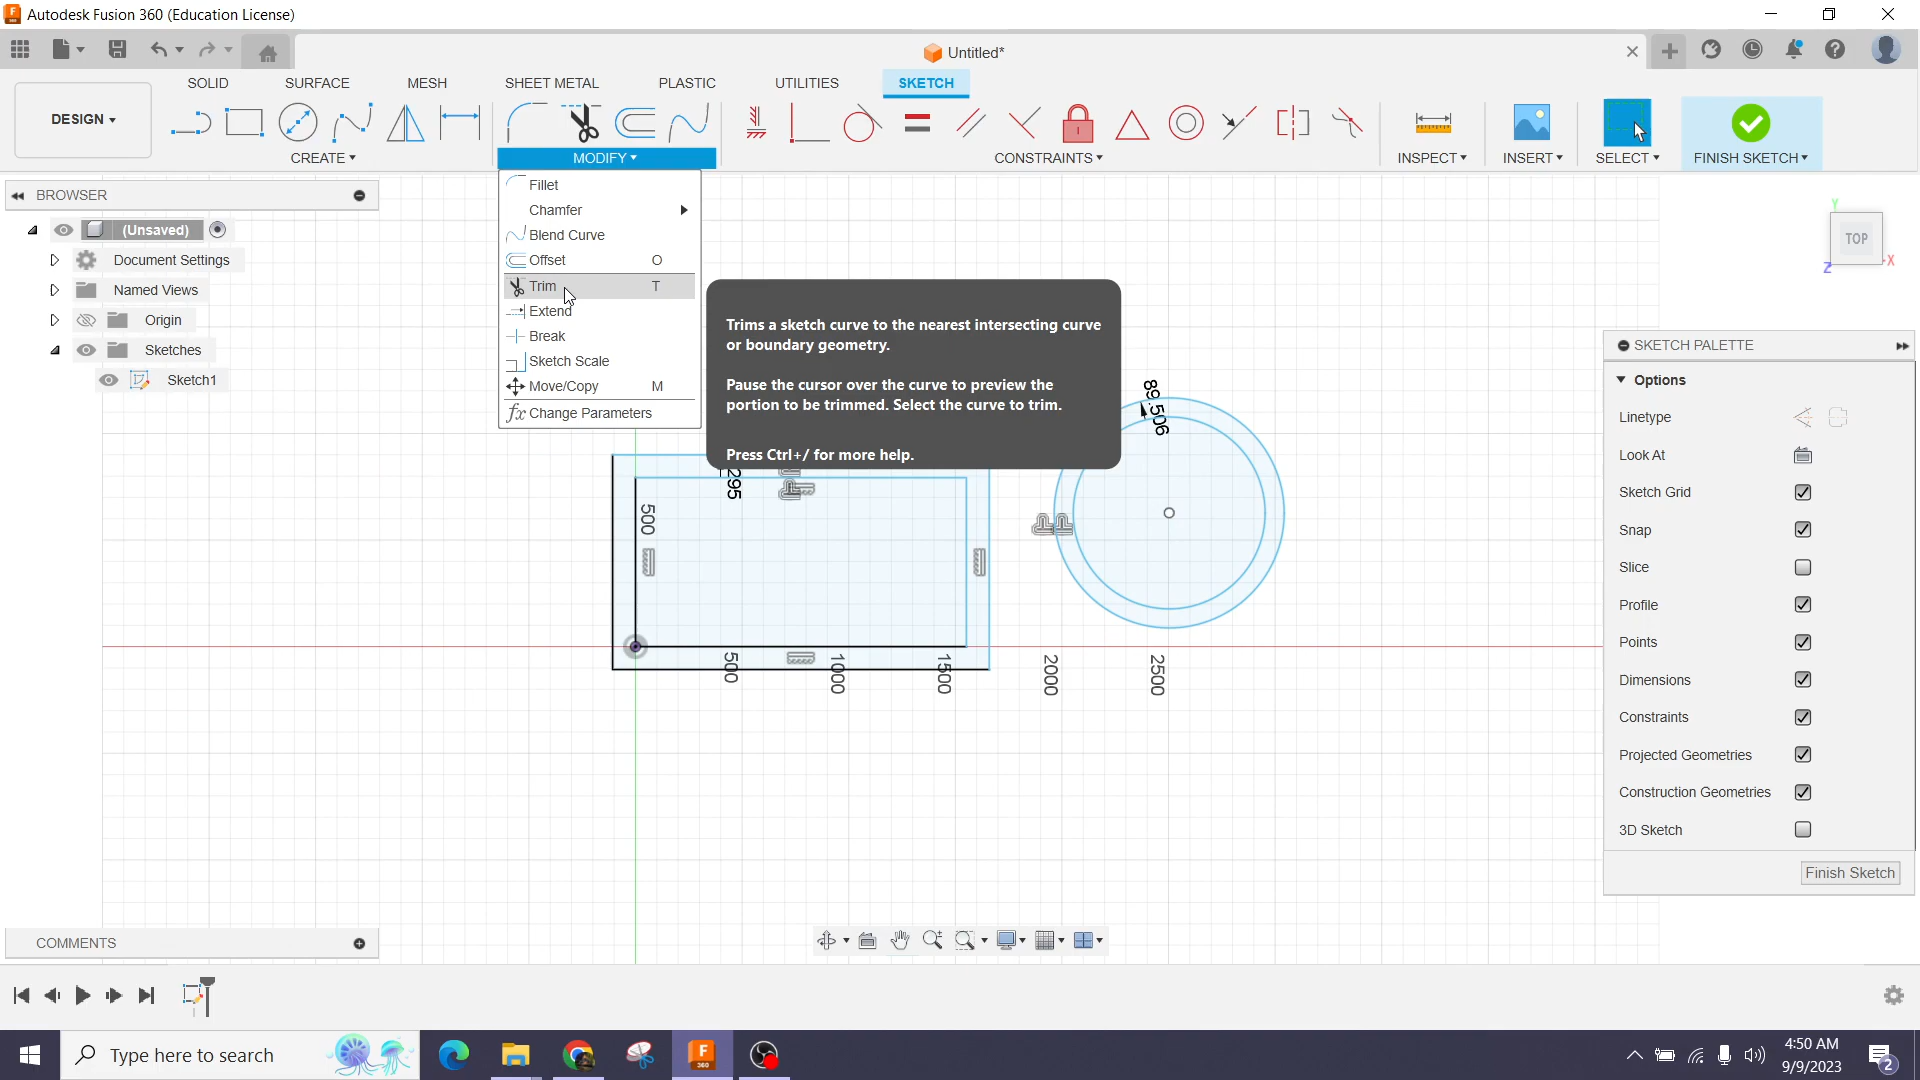 Autodesk Fusion 360 (Education License)
Untitled*
SOLID SURFACE MESH SHEET METAL PLASTIC UTILITIES SKETCH
DESIGN
CREATE MODIFY CONSTRAINTS INSPECT INSERT SELECT FINISH SKETCH
BROWSER
(Unsaved)
Document Settings
Named Views
Origin
Sketches
Sketch1
Fillet
Chamfer
Blend Curve
Offset O
Trim T
Extend
Break
Sketch Scale
Move/Copy M
fx Change Parameters
Trims a sketch curve to the nearest intersecting curve
or boundary geometry.
Pause the cursor over the curve to preview the
portion to be trimmed. Select the curve to trim.
Press Ctrl+/ for more help.
89.506
295
500
500
1000
1500
2000
2500
Y
TOP
X
Z
SKETCH PALETTE
Options
Linetype
Look At
Sketch Grid
Snap
Slice
Profile
Points
Dimensions
Constraints
Projected Geometries
Construction Geometries
3D Sketch
Finish Sketch
COMMENTS
Type here to search
F
360
4:50 AM
9/9/2023
2